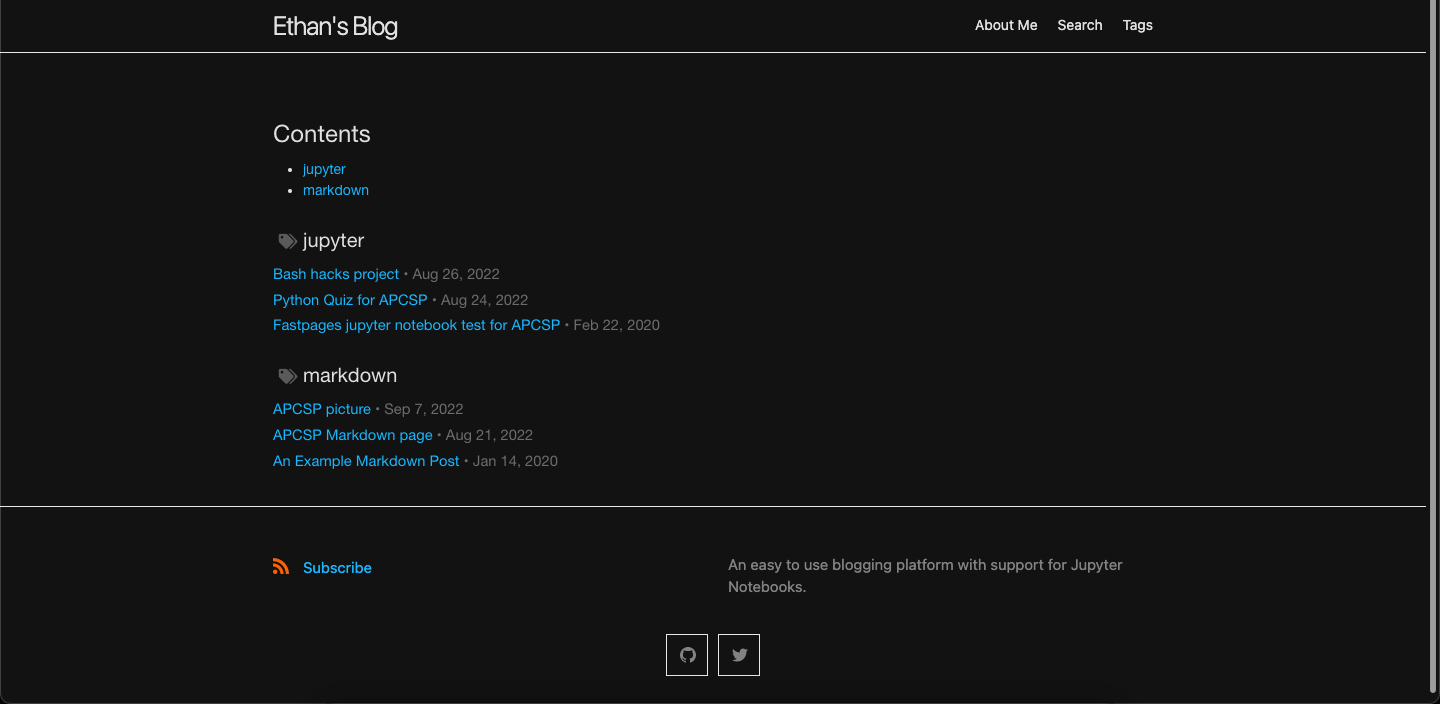 Ethan's Blog
About Me Search Tags
Contents
• jupyter
• markdown
jupyter
Bash hacks project • Aug 26, 2022
Python Quiz for APCSP • Aug 24, 2022
Fastpages jupyter notebook test for APCSP • Feb 22, 2020
markdown
APCSP picture • Sep 7, 2022
APCSP Markdown page • Aug 21, 2022
An Example Markdown Post • Jan 14, 2020
Subscribe
An easy to use blogging platform with support for Jupyter
Notebooks.